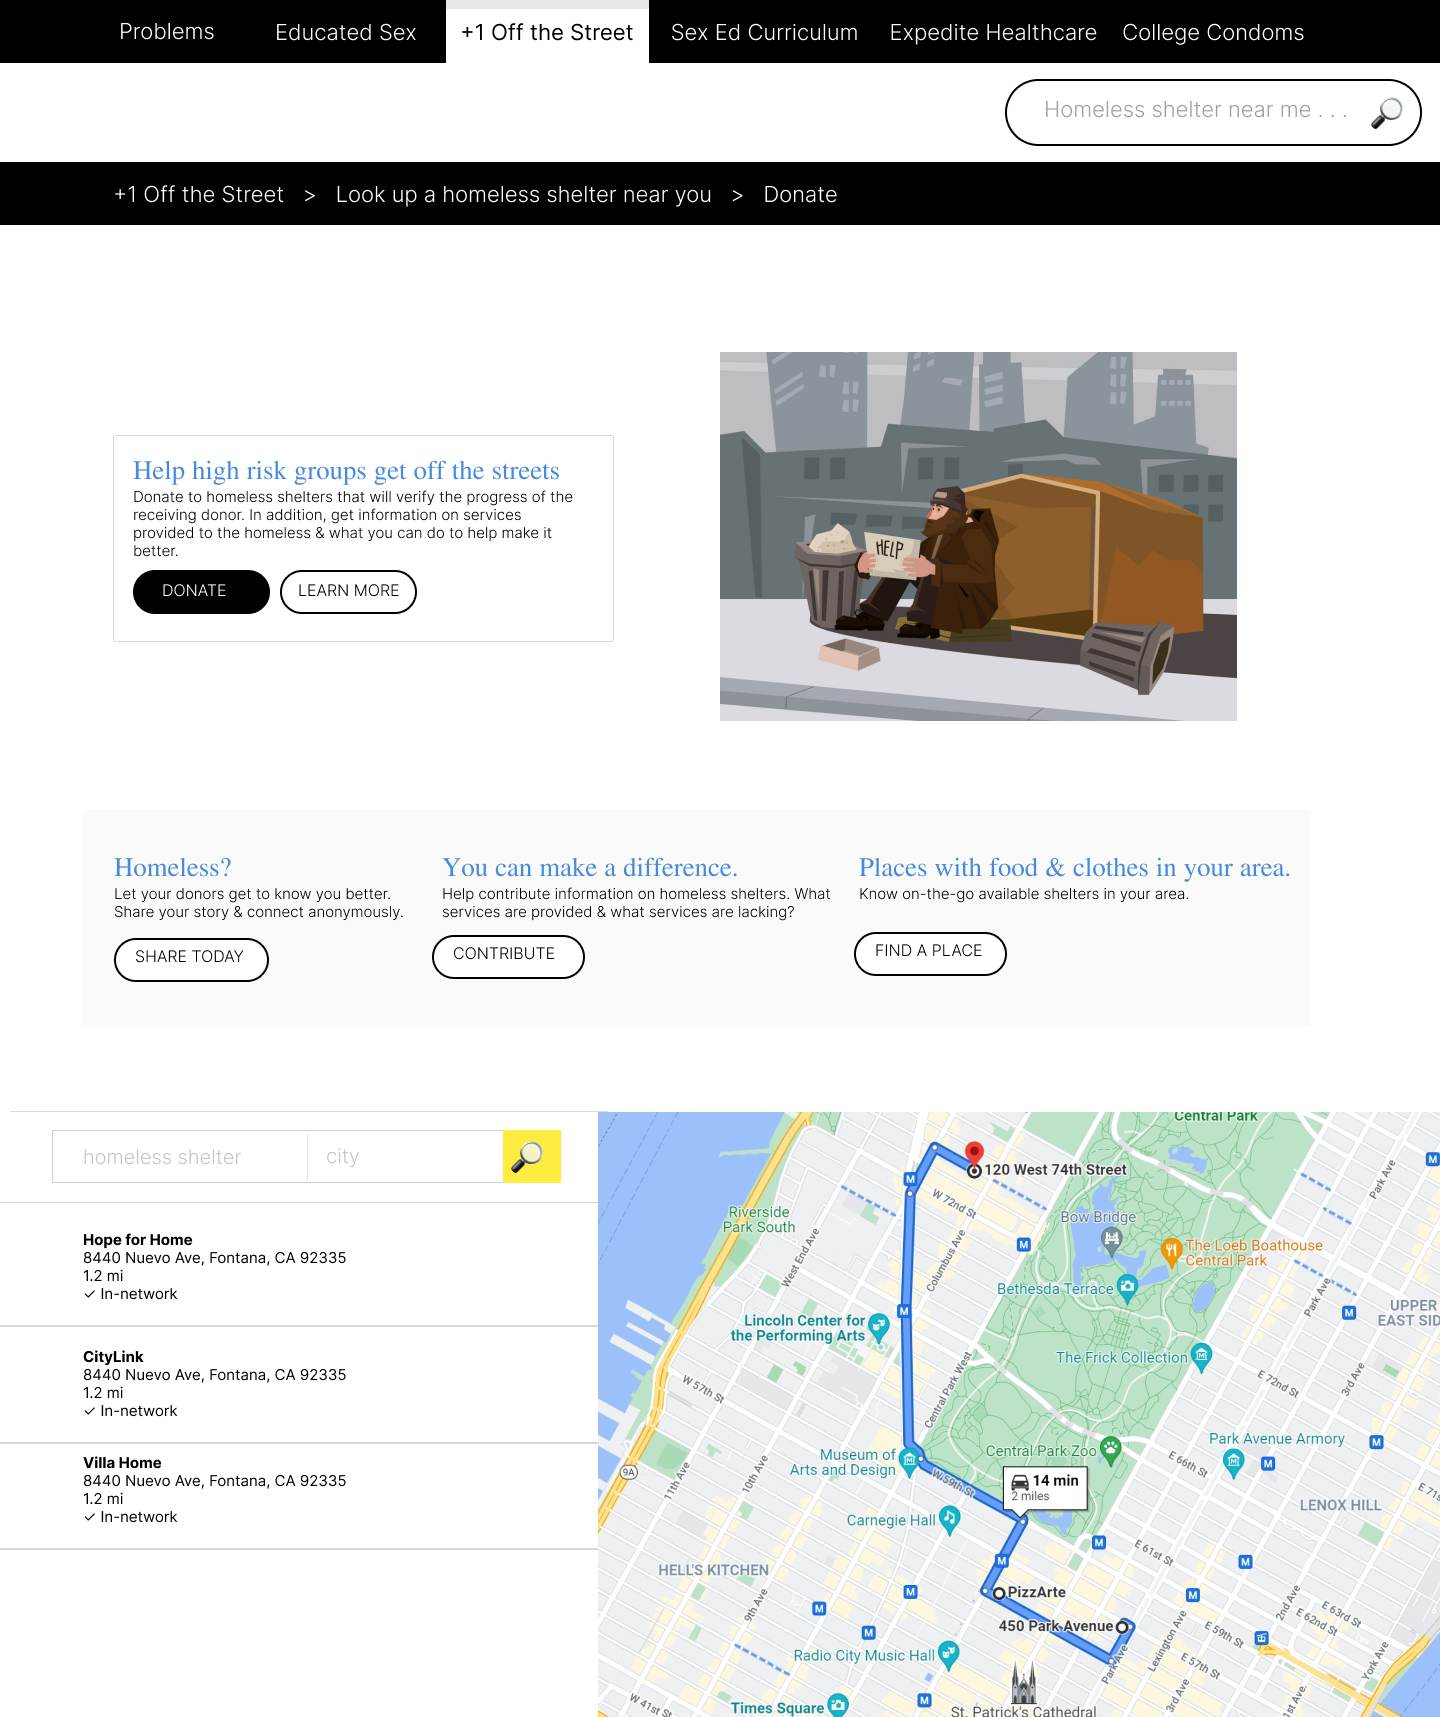 Problems
Educated Sex
+1 Off the Street
Sex Ed Curriculum
Expedite Healthcare
College Condoms
Homeless shelter near me . . .
+1 Off the Street > Look up a homeless shelter near you > Donate
Help high risk groups get off the streets
Donate to homeless shelters that will verify the progress of the
receiving donor. In addition, get information on services
provided to the homeless & what you can do to help make it
better.
DONATE
LEARN MORE
HELP
Homeless?
Let your donors get to know you better.
Share your story & connect anonymously.
SHARE TODAY
You can make a difference.
Help contribute information on homeless shelters. What
services are provided & what services are lacking?
CONTRIBUTE
Places with food & clothes in your area.
Know on-the-go available shelters in your area.
FIND A PLACE
homeless shelter
city
Hope for Home
8440 Nuevo Ave, Fontana, CA 92335
1.2 mi
✓ In-network
CityLink
8440 Nuevo Ave, Fontana, CA 92335
1.2 mi
✓ In-network
Villa Home
8440 Nuevo Ave, Fontana, CA 92335
1.2 mi
✓ In-network
Central Park
M
120 West 74th Street
Park Ave
M
W 72nd St
Riverside
Park South
Bow Bridge
M
The Loeb Boathouse
Central Park
West End Ave
Columbus Ave
Bethesda Terrace
Park Ave
M
M
UPPER
EAST SID
Lincoln Center for
the Performing Arts
The Frick Collection
Central Park West
W 57th St
E 72nd St
3rd Ave
Park Avenue Armory
M
Museum of
Arts and Design
Central Park Zoo
E 66th St
M
9A
11th Ave
10th Ave
W 59th St
14 min
2 miles
LENOX HILL
Carnegie Hall
M
E 61st St
M
M
HELL'S KITCHEN
9th Ave
M
M
PizzArte
M
2nd Ave
E 63rd St
E 62nd St
M
450 Park Avenue
E 59th St
Lexington Ave
Radio City Music Hall
Park Ave
E 57th St
York Ave
3rd Ave
1st Ave.
W 41st St
Times Square
M
St. Patrick's Cathedral